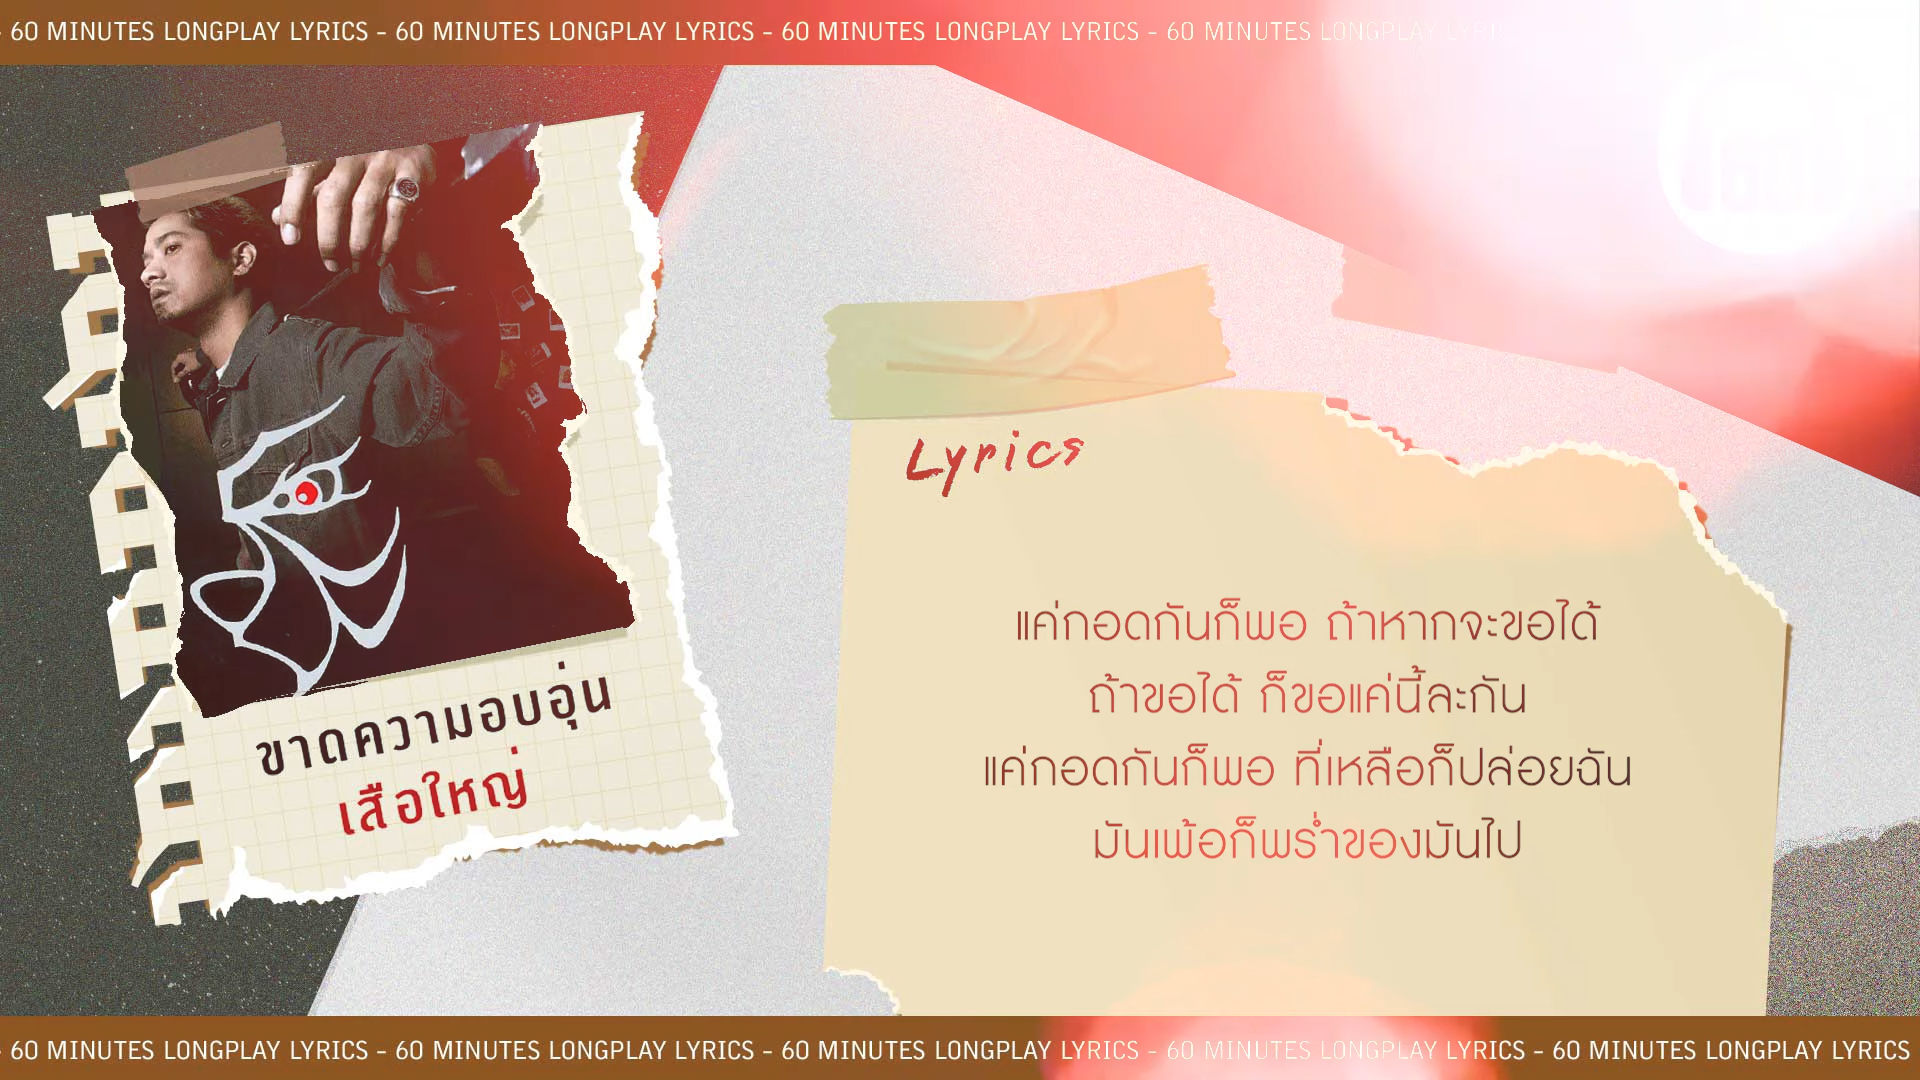 - 60 MINUTES LONGPLAY LYRICS - 60 MINUTES LONGPLAY LYRICS - 60 MINUTES LONGPLAY LYRICS - 60 MINUTES LONGPLAY LYRICS
ขาดความอบอุ่น
เสือใหญ่
Lyrics
แค่กอดกันก็พอ ถ้าหากจะขอได้
ถ้าขอได้ ก็ขอแค่นี้ละกัน
แค่กอดกันก็พอ ที่เหลือก็ปล่อยฉัน
มันเพ้อก็พร่ำของมันไป
- 60 MINUTES LONGPLAY LYRICS - 60 MINUTES LONGPLAY LYRICS - 60 MINUTES LONGPLAY LYRICS - 60 MINUTES LONGPLAY LYRICS - 60 MINUTES LONGPLAY LYRICS